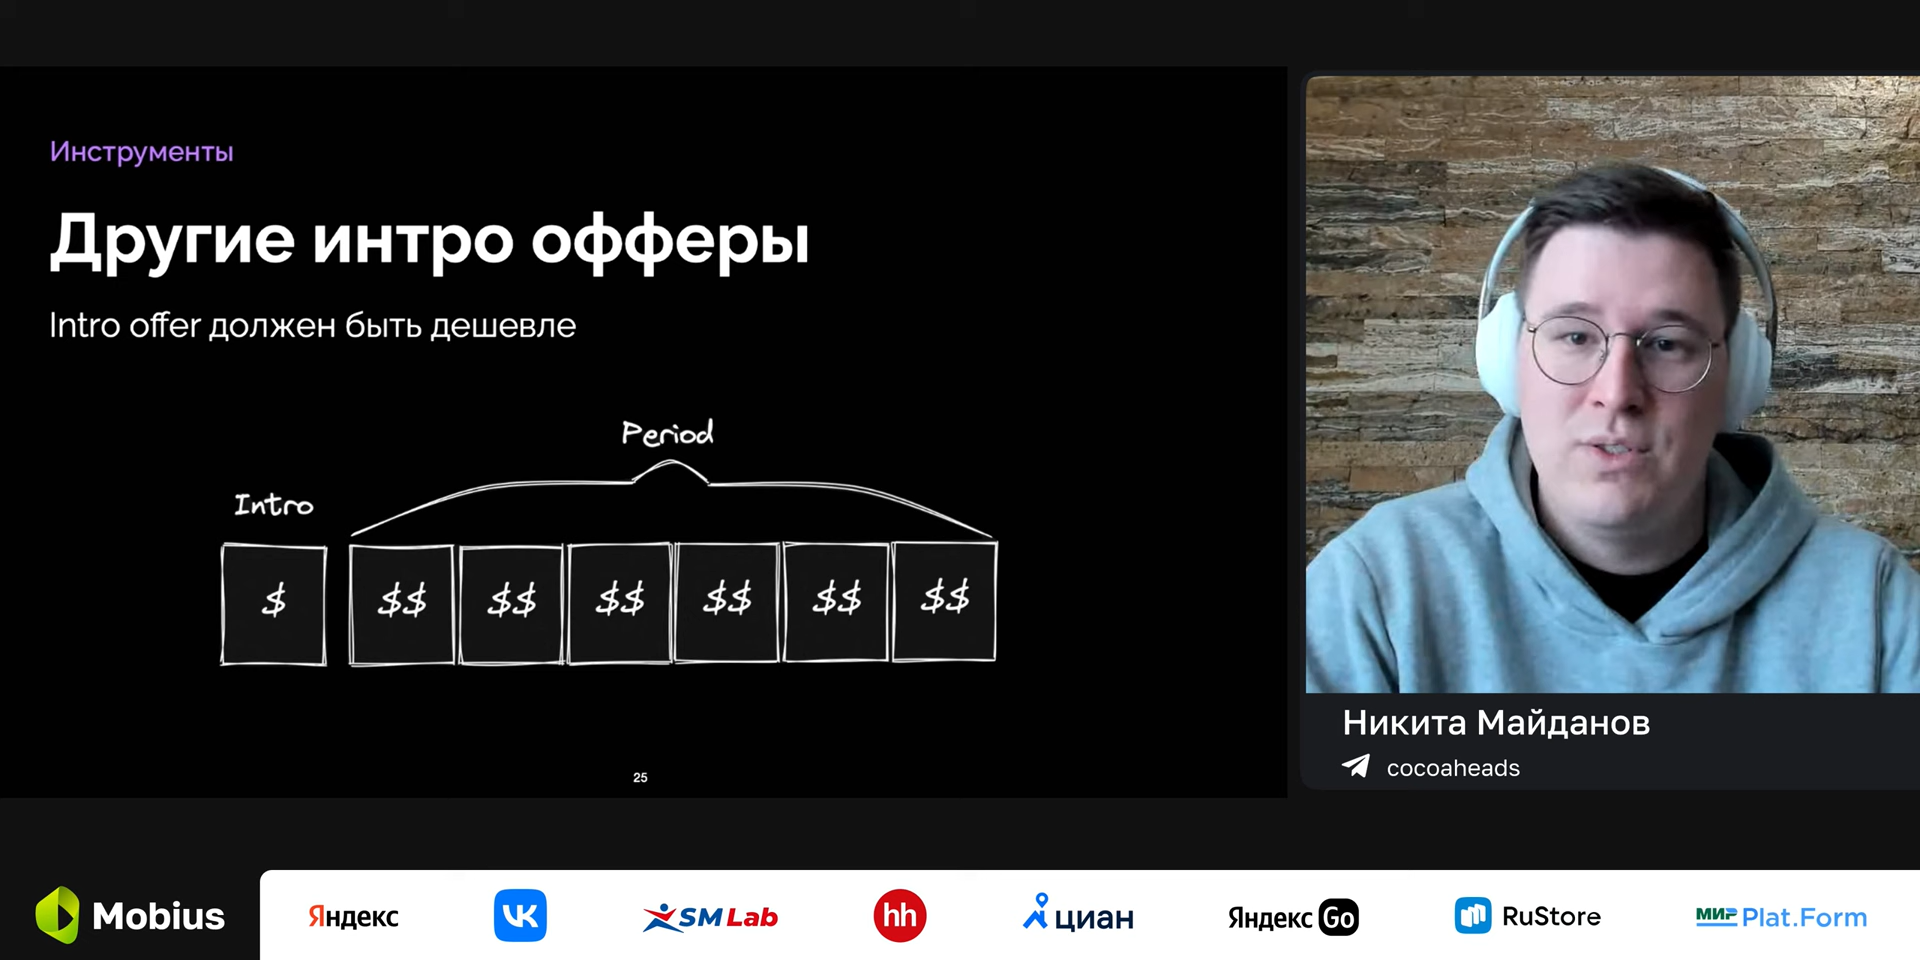 Инструменты
Другие интро офферы
Intro offer должен быть дешевле
Period
Intro
$ $$ $$ $$ $$ $$ $$
25
Никита Майданов
cocoaheads
Mobius
Яндекс
VK
SM Lab
hh
циан
Яндекс Go
RuStore
МИР Plat.Form